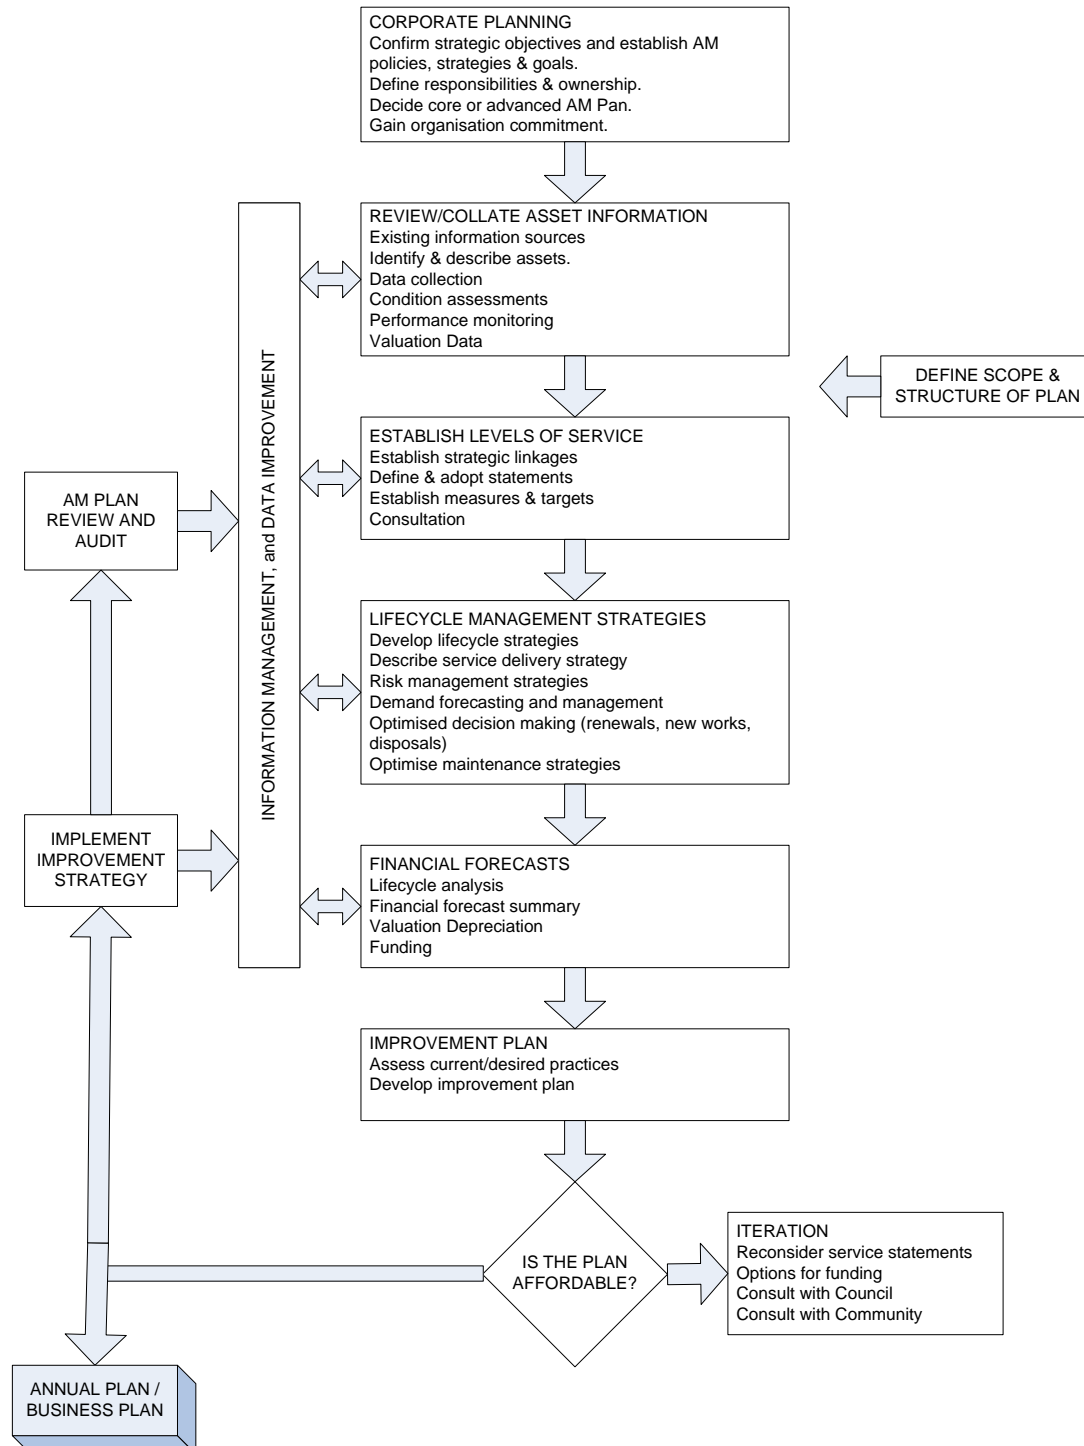 CORPORATE PLANNING
Confirm strategic objectives and establish AM
policies, strategies & goals.
Define responsibilities & ownership.
Decide core or advanced AM Pan.
Gain organisation commitment.
REVIEW/COLLATE ASSET INFORMATION
Existing information sources
Identify & describe assets.
Data collection
Condition assessments
Performance monitoring
Valuation Data
DEFINE SCOPE &
STRUCTURE OF PLAN
INFORMATION MANAGEMENT, and DATA IMPROVEMENT
ESTABLISH LEVELS OF SERVICE
Establish strategic linkages
Define & adopt statements
Establish measures & targets
Consultation
AM PLAN
REVIEW AND
AUDIT
LIFECYCLE MANAGEMENT STRATEGIES
Develop lifecycle strategies
Describe service delivery strategy
Risk management strategies
Demand forecasting and management
Optimised decision making (renewals, new works,
disposals)
Optimise maintenance strategies
IMPLEMENT
IMPROVEMENT
STRATEGY
FINANCIAL FORECASTS
Lifecycle analysis
Financial forecast summary
Valuation Depreciation
Funding
IMPROVEMENT PLAN
Assess current/desired practices
Develop improvement plan
IS THE PLAN
AFFORDABLE?
ITERATION
Reconsider service statements
Options for funding
Consult with Council
Consult with Community
ANNUAL PLAN /
BUSINESS PLAN